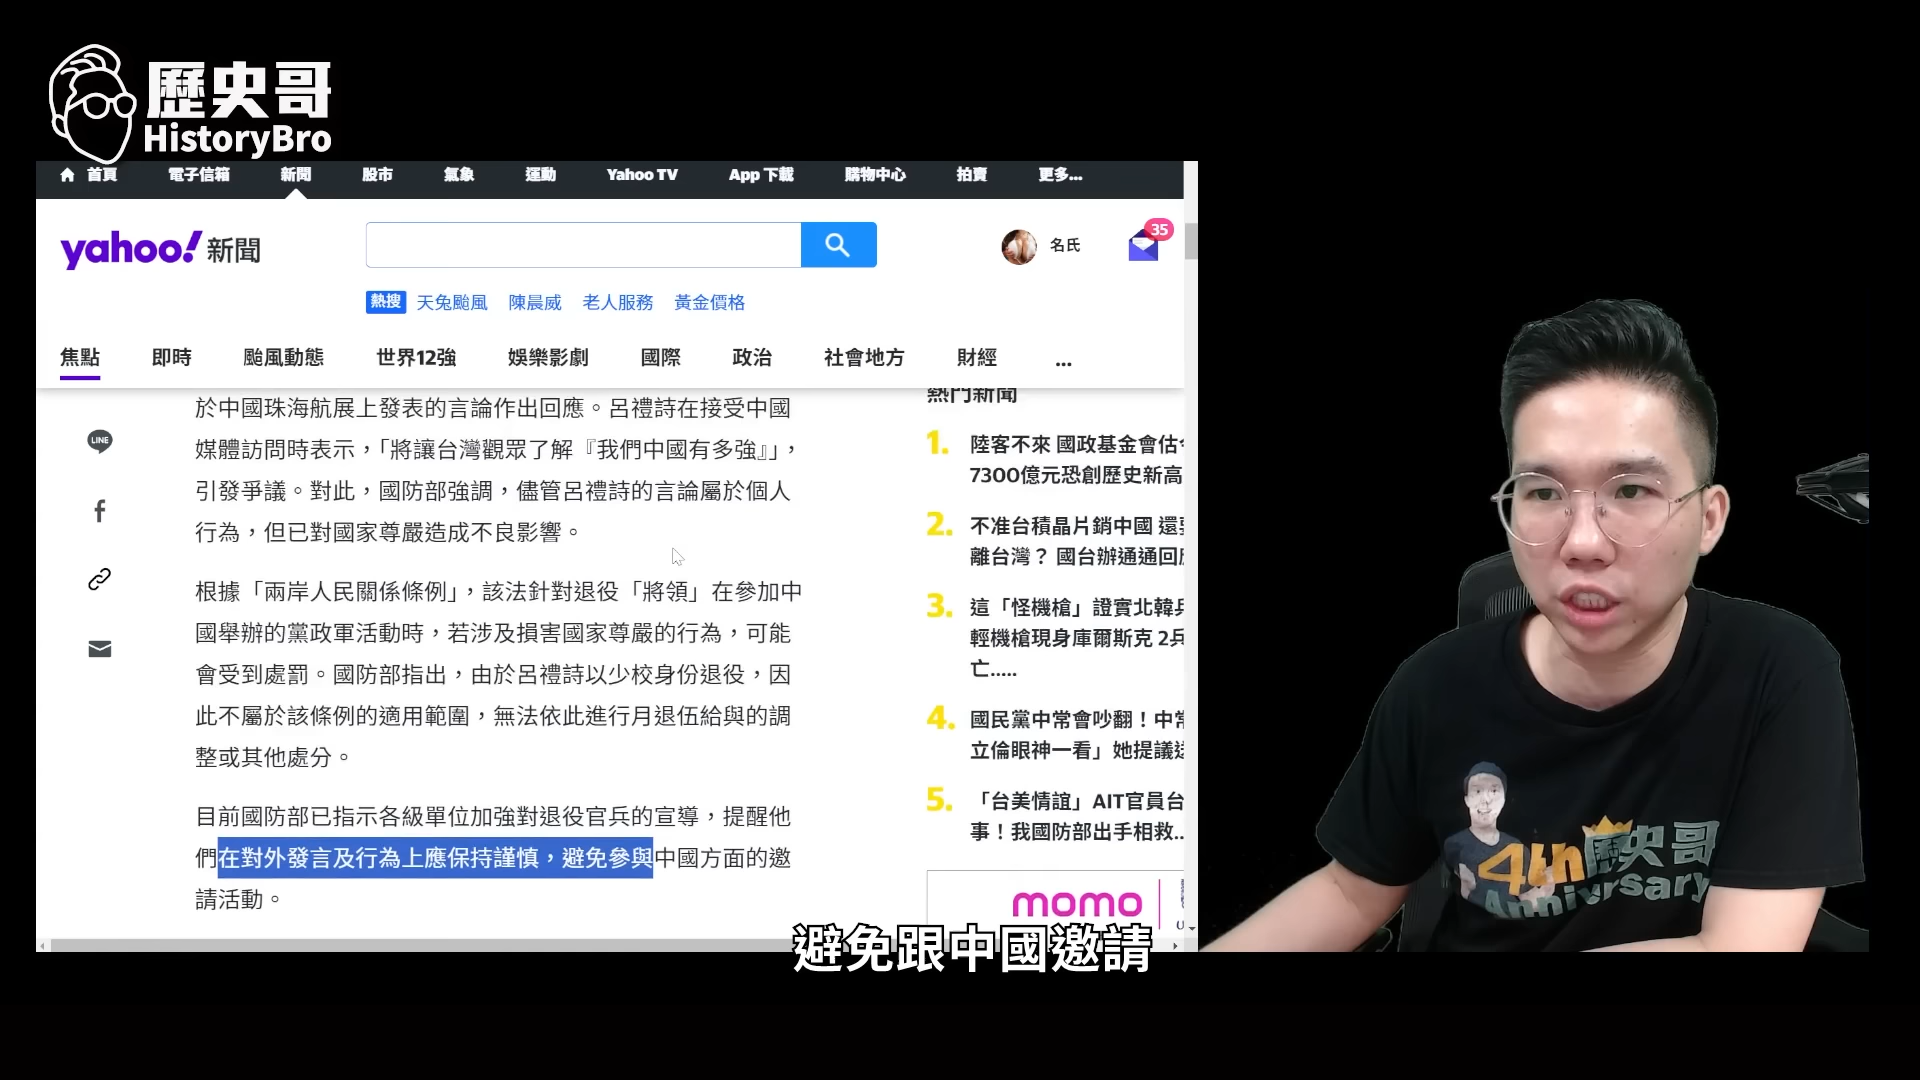 歷史哥
HistoryBro
首頁 電子信箱 新聞 股市 氣象 運動 Yahoo TV App 下載 購物中心 拍賣 更多...
yahoo! 新聞
名氏
35
熱搜 天兔颱風 陳晨威 老人服務 黃金價格
焦點 即時 颱風動態 世界12強 娛樂影劇 國際 政治 社會地方 財經 ...
於中國珠海航展上發表的言論作出回應。呂禮詩在接受中國
媒體訪問時表示，「將讓台灣觀眾了解『我們中國有多強』」，
引發爭議。對此，國防部強調，儘管呂禮詩的言論屬於個人
行為，但已對國家尊嚴造成不良影響。
根據「兩岸人民關係條例」，該法針對退役「將領」在參加中
國舉辦的黨政軍活動時，若涉及損害國家尊嚴的行為，可能
會受到處罰。國防部指出，由於呂禮詩以少校身份退役，因
此不屬於該條例的適用範圍，無法依此進行月退伍給與的調
整或其他處分。
目前國防部已指示各級單位加強對退役官兵的宣導，提醒他
們在對外發言及行為上應保持謹慎，避免參與中國方面的邀
請活動。
LINE
熱門新聞
1. 陸客不來 國政基金會估
7300億元恐創歷史新高
2. 不准台積晶片銷中國 還
離台灣？ 國台辦通通回
3. 這「怪機槍」證實北韓
輕機槍現身庫爾斯克 2兵
亡.....
4. 國民黨中常會吵翻！中常
立倫眼神一看」她提議
5. 「台美情誼」AIT官員台
事！我國防部出手相救..
momo
避免跟中國邀請
4th 歷史哥
Annivrsary